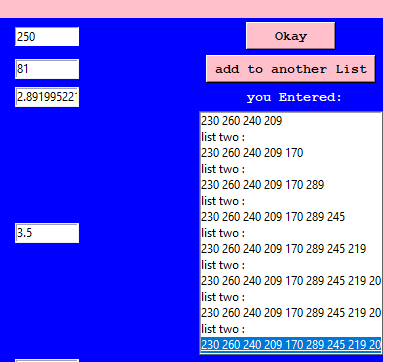 250
Okay
81
add to another List
2.891995221
you Entered:
230 260 240 209
list two :
230 260 240 209 170
list two :
230 260 240 209 170 289
list two :
230 260 240 209 170 289 245
list two :
3.5
230 260 240 209 170 289 245 219
list two :
230 260 240 209 170 289 245 219 20
list two :
230 260 240 209 170 289 245 219 20
list two :
230 260 240 209 170 289 245 219 20